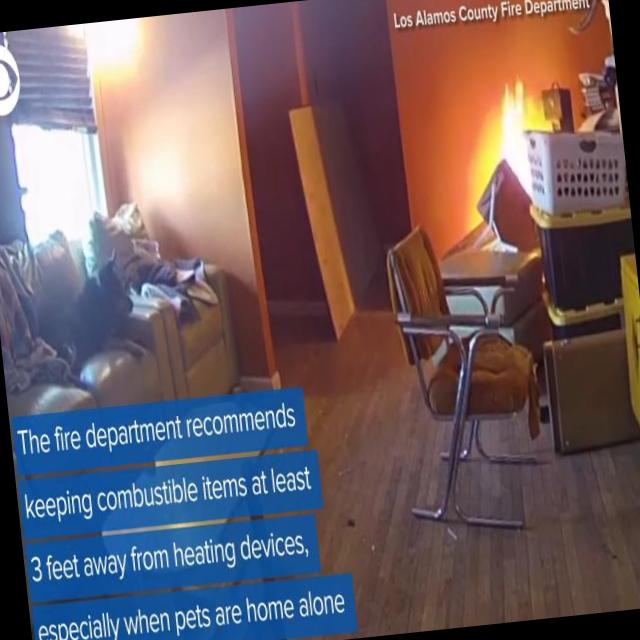 Los Alamos County Fire Department
The fire department recommends
keeping combustible items at least
3 feet away from heating devices,
especially when pets are home alone